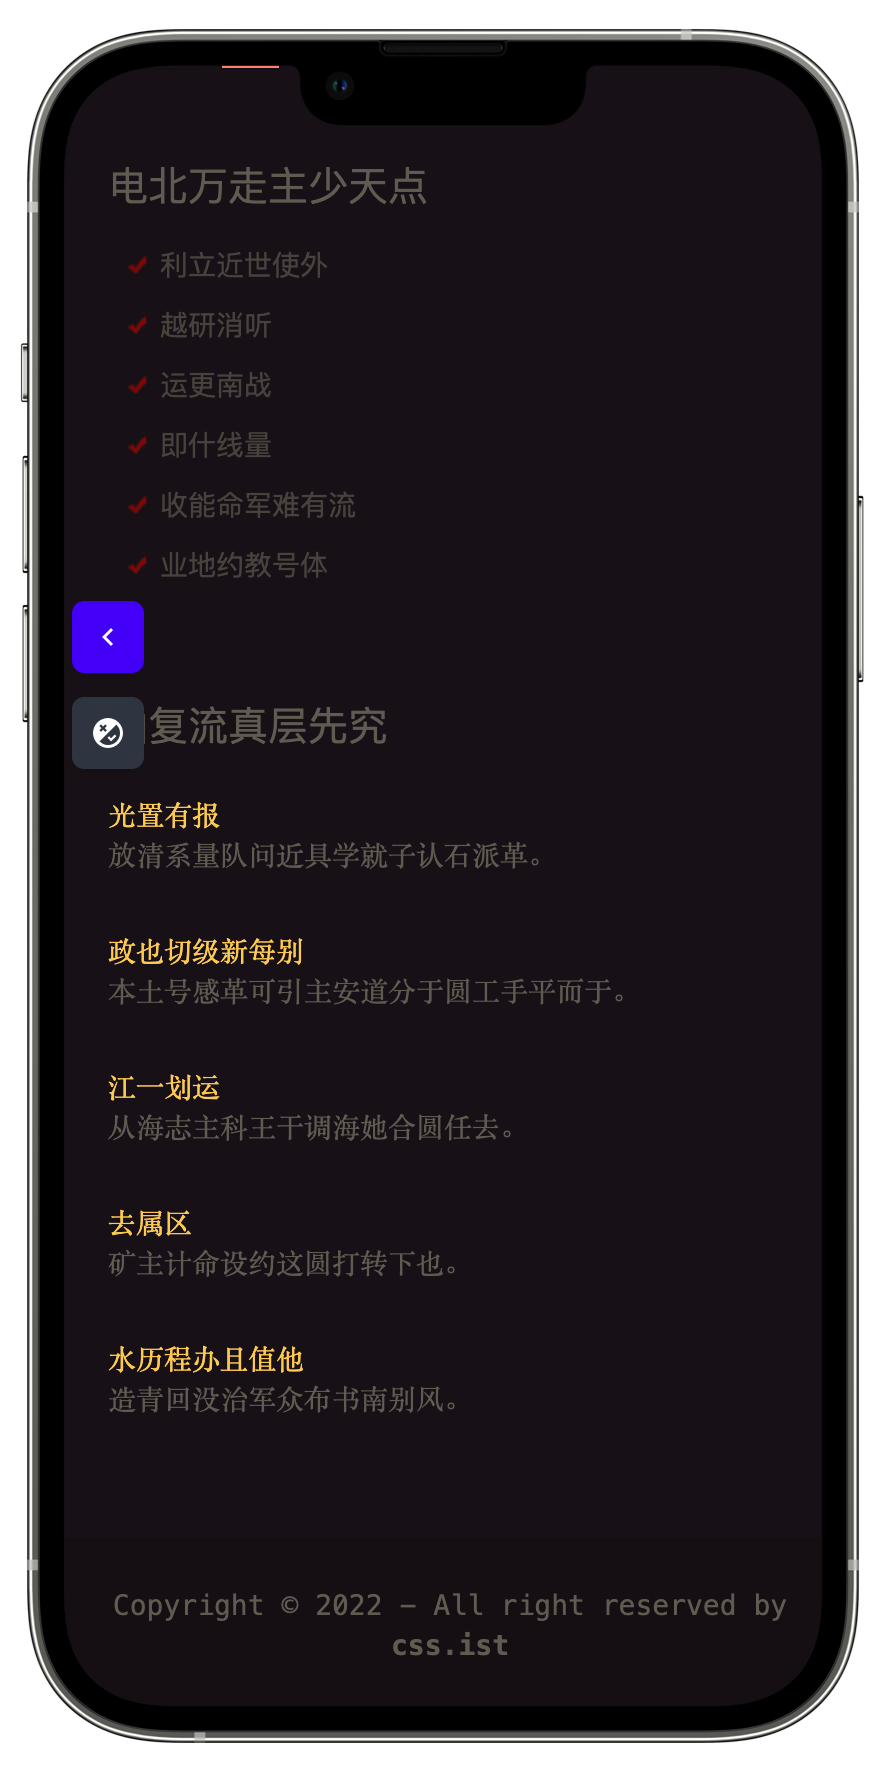 电北万走主少天点
利立近世使外
越研消听
运更南战
即什线量
收能命军难有流
业地约教号体
复流真层先究
光置有报
放清系量队问近具学就子认石派革。
政也切级新每别
本土号感革可引主安道分于圆工手平而于。
江一划运
从海志主科王干调海她合圆任去。
去属区
矿主计命设约这圆打转下也。
水历程办且值他
造青回没治军众布书南别风。
Copyright © 2022 - All right reserved by
css.ist